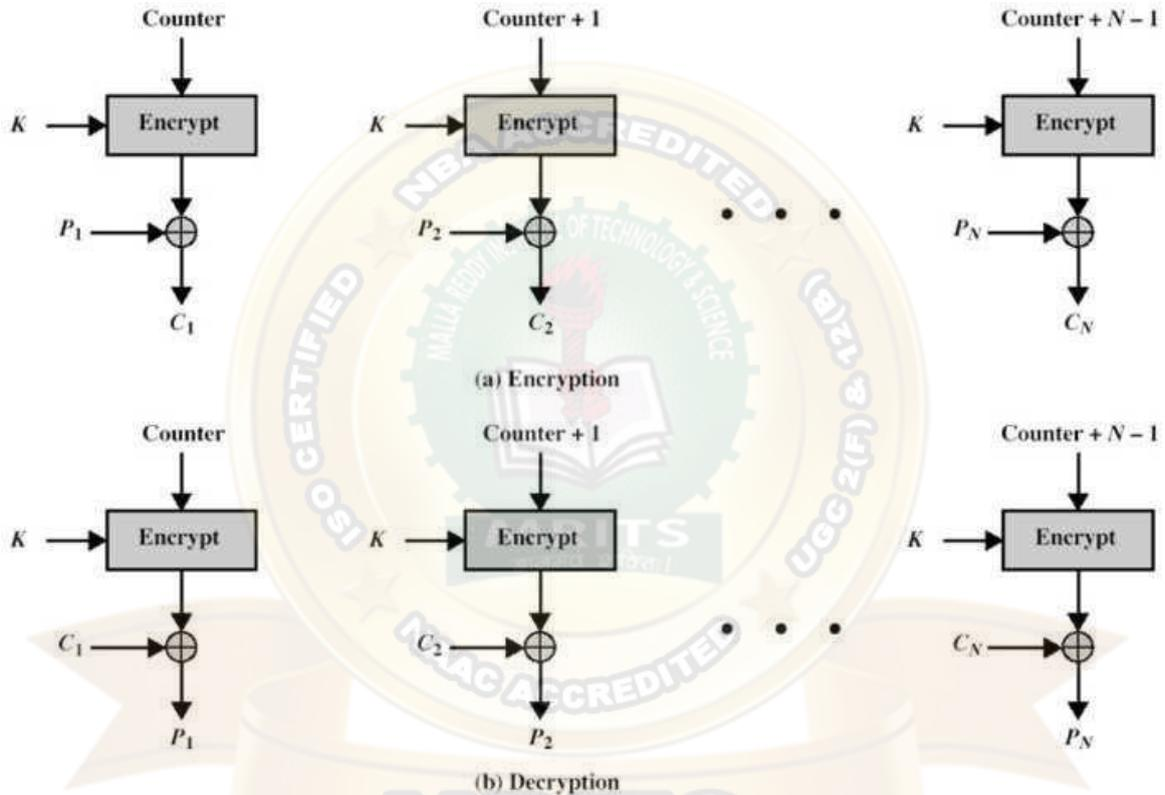 Counter Counter + 1 Counter + N – 1
K Encrypt K Encrypt K Encrypt
P1 P2 PN
C1 C2 CN
(a) Encryption
Counter Counter + 1 Counter + N – 1
K Encrypt K Encrypt K Encrypt
C1 C2 CN
P1 P2 PN
(b) Decryption
NBA ACCREDITED
CERTIFIED OSI
UGC 2(F) & 12(B)
NAAC ACCREDITED
MALLA REDDY INSTITUTE OF TECHNOLOGY & SCIENCE
MRITS